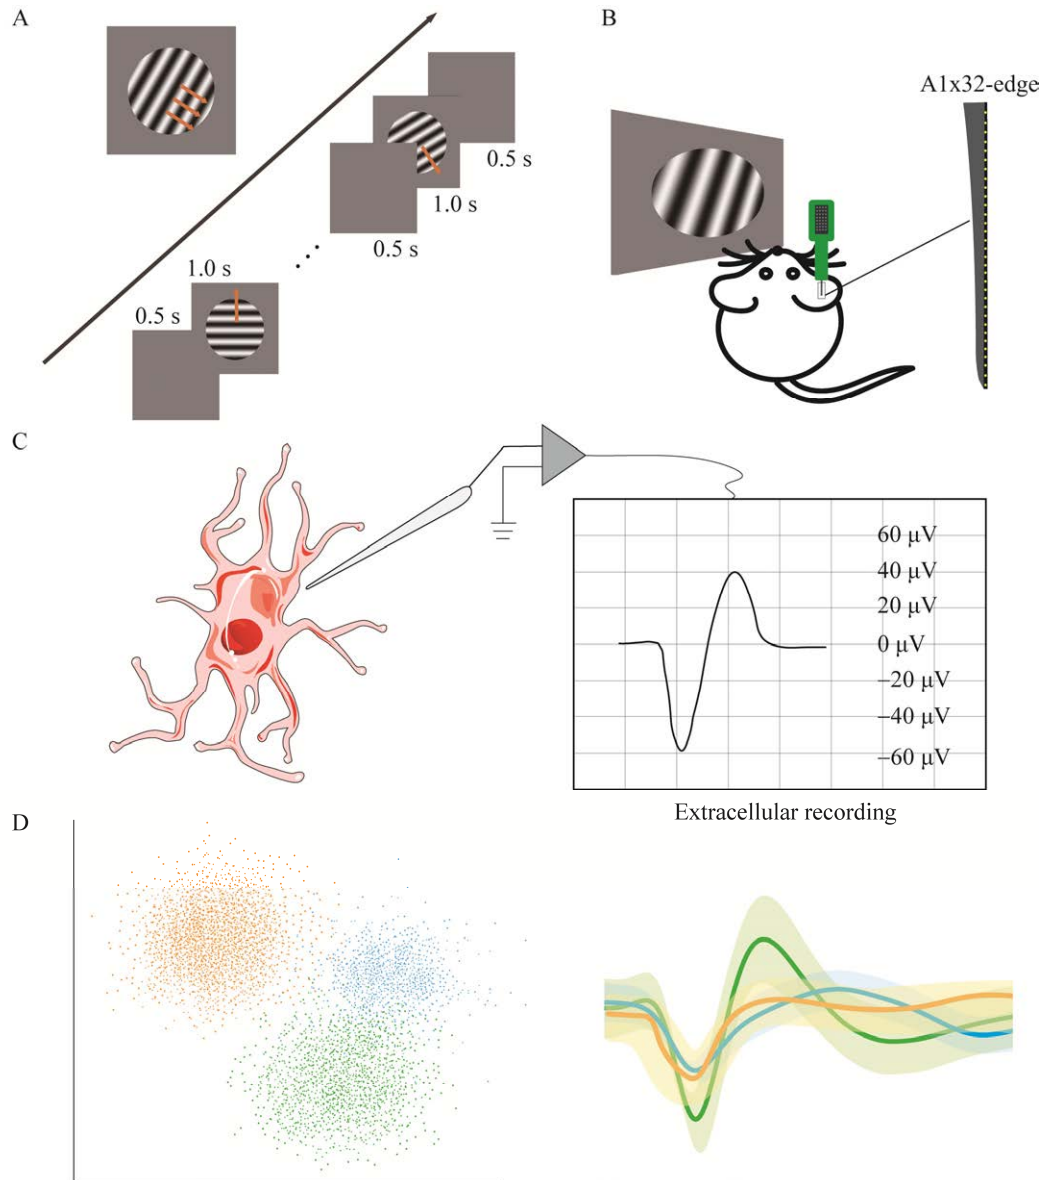 A
0.5 s
1.0 s
0.5 s
1.0 s
0.5 s
B
A1x32-edge
C
60 μV
40 μV
20 μV
0 μV
–20 μV
–40 μV
–60 μV
Extracellular recording
D